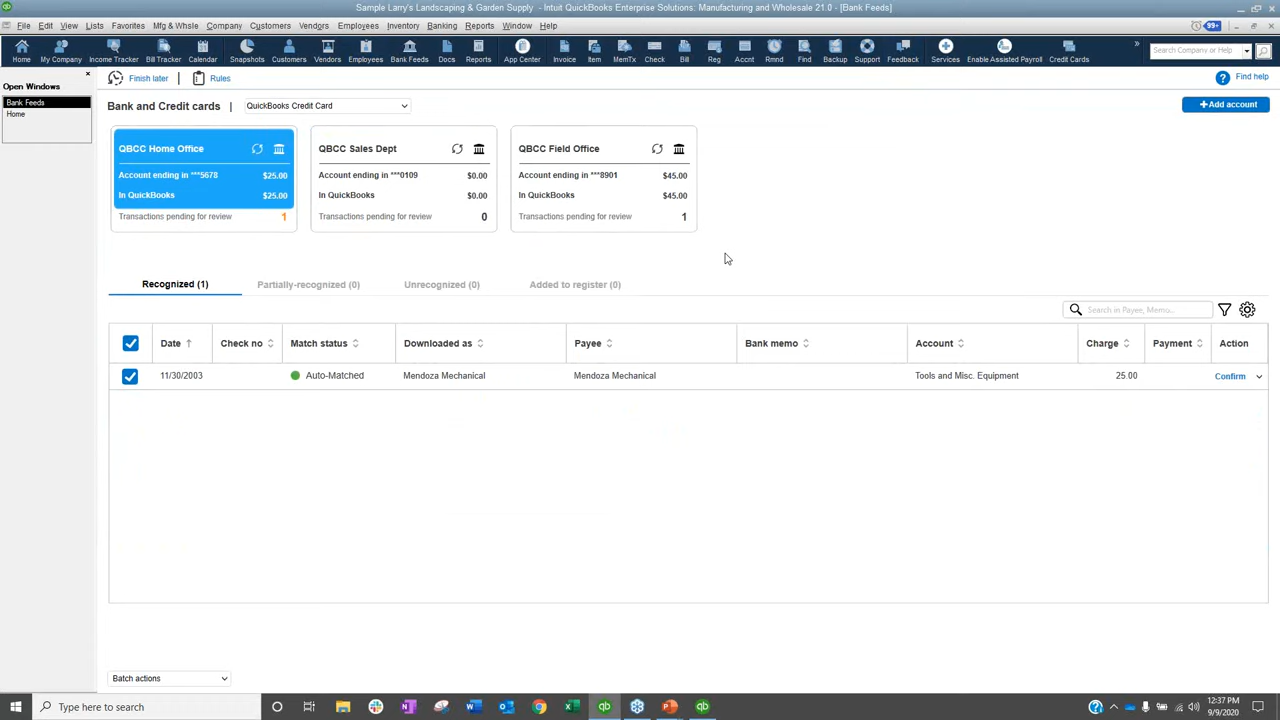 Sample Larry's Landscaping & Garden Supply - Intuit QuickBooks Enterprise Solutions: Manufacturing and Wholesale 21.0 - [Bank Feeds]
File Edit View Lists Favorites Mfg & Whsle Company Customers Vendors Employees Inventory Banking Reports Window Help
99+
Home My Company Income Tracker Bill Tracker Calendar Snapshots Customers Vendors Employees Bank Feeds Docs Reports App Center Invoice Item MemTx Check Bill Reg Accnt Rmnd Find Backup Support Feedback Services Enable Assisted Payroll Credit Cards
» Search Company or Help
Open Windows
Bank Feeds
Home
Finish later | Rules
Find help
Bank and Credit cards | QuickBooks Credit Card
+Add account
QBCC Home Office
Account ending in ***5678 $25.00
In QuickBooks $25.00
Transactions pending for review 1
QBCC Sales Dept
Account ending in ***0109 $0.00
In QuickBooks $0.00
Transactions pending for review 0
QBCC Field Office
Account ending in ***8901 $45.00
In QuickBooks $45.00
Transactions pending for review 1
Recognized (1) Partially-recognized (0) Unrecognized (0) Added to register (0)
Search in Payee, Memo..
Date Check no Match status Downloaded as Payee Bank memo Account Charge Payment Action
11/30/2003 Auto-Matched Mendoza Mechanical Mendoza Mechanical Tools and Misc. Equipment 25.00 Confirm
Batch actions
Type here to search
12:37 PM
9/9/2020